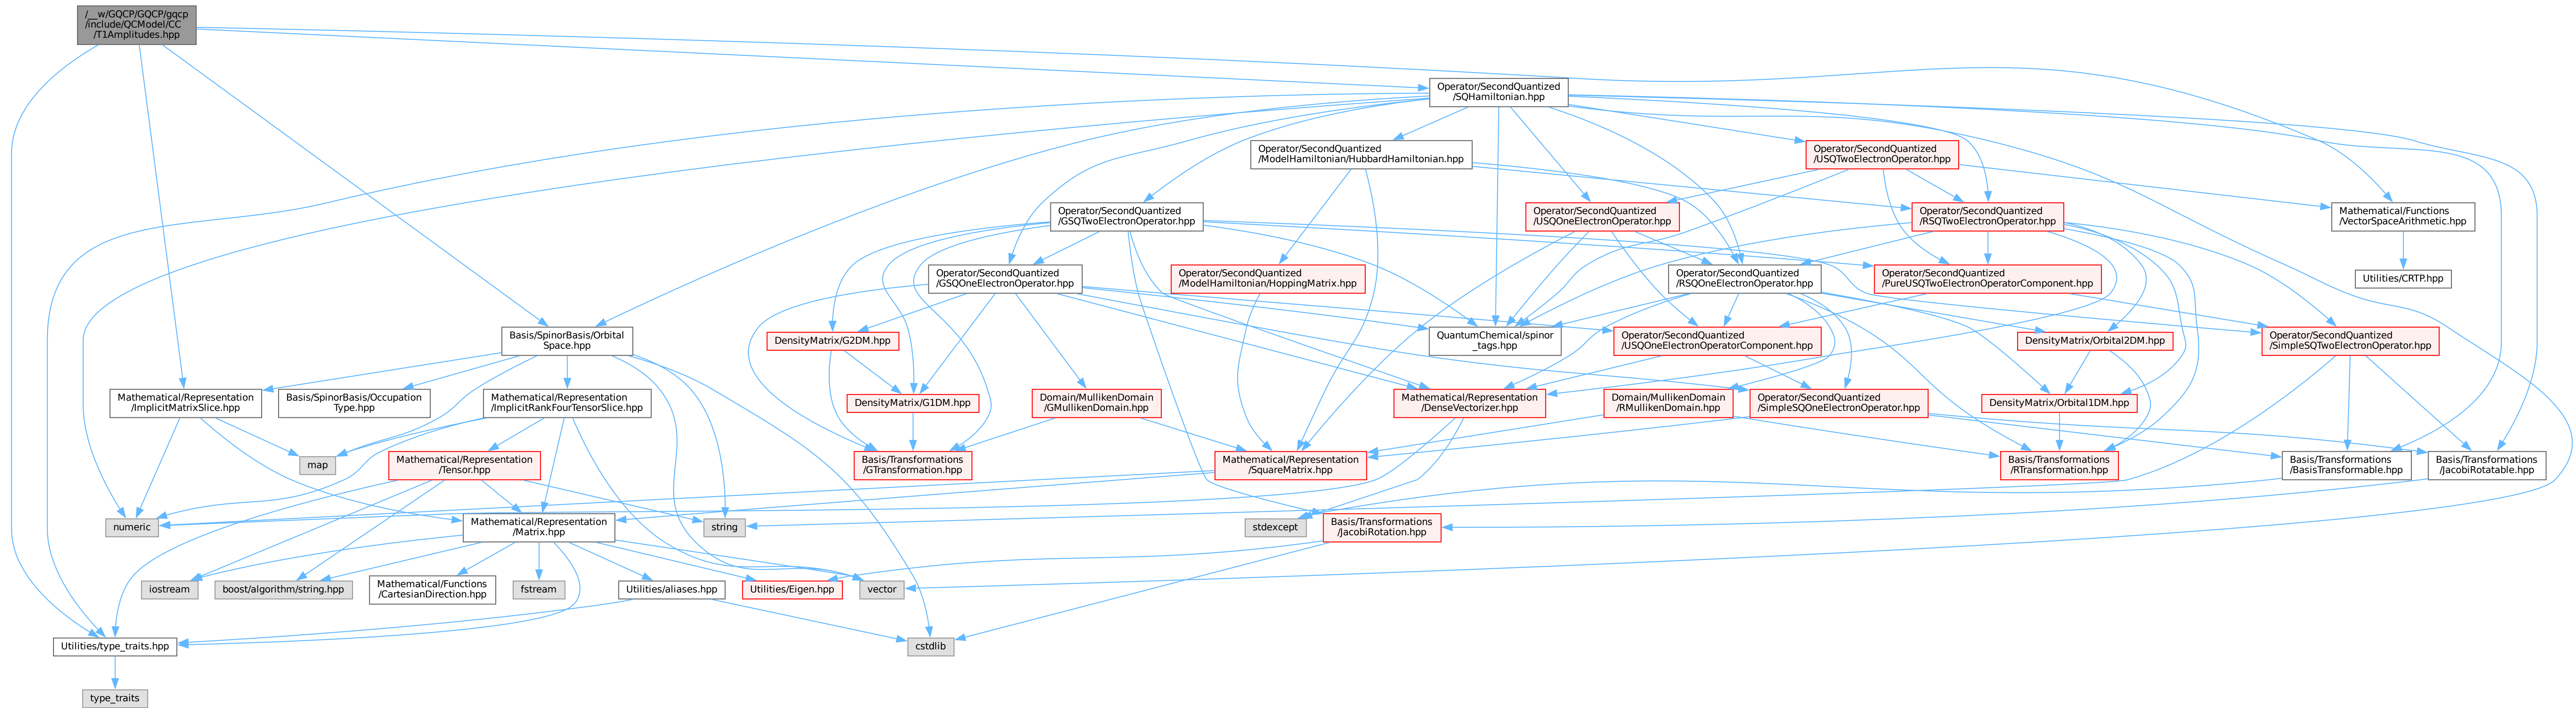 /__w/GQCP/GQCP/gqcp
/include/QCModel/CC
/T1Amplitudes.hpp
Operator/SecondQuantized
/SQHamiltonian.hpp
Operator/SecondQuantized
/ModelHamiltonian/HubbardHamiltonian.hpp
Operator/SecondQuantized
/USQTwoElectronOperator.hpp
Operator/SecondQuantized
/GSQTwoElectronOperator.hpp
Operator/SecondQuantized
/USQOneElectronOperator.hpp
Operator/SecondQuantized
/RSQTwoElectronOperator.hpp
Mathematical/Functions
/VectorSpaceArithmetic.hpp
Operator/SecondQuantized
/GSQOneElectronOperator.hpp
Operator/SecondQuantized
/ModelHamiltonian/HoppingMatrix.hpp
Operator/SecondQuantized
/RSQOneElectronOperator.hpp
Operator/SecondQuantized
/PureUSQTwoElectronOperatorComponent.hpp
Utilities/CRTP.hpp
Basis/SpinorBasis/Orbital
Space.hpp
DensityMatrix/G2DM.hpp
QuantumChemical/spinor
_tags.hpp
Operator/SecondQuantized
/USQOneElectronOperatorComponent.hpp
DensityMatrix/Orbital2DM.hpp
Operator/SecondQuantized
/SimpleSQTwoElectronOperator.hpp
Mathematical/Representation
/ImplicitMatrixSlice.hpp
Basis/SpinorBasis/Occupation
Type.hpp
Mathematical/Representation
/ImplicitRankFourTensorSlice.hpp
DensityMatrix/G1DM.hpp
Domain/MullikenDomain
/GMullikenDomain.hpp
Mathematical/Representation
/DenseVectorizer.hpp
Domain/MullikenDomain
/RMullikenDomain.hpp
Operator/SecondQuantized
/SimpleSQOneElectronOperator.hpp
DensityMatrix/Orbital1DM.hpp
map
Mathematical/Representation
/Tensor.hpp
Basis/Transformations
/GTransformation.hpp
Mathematical/Representation
/SquareMatrix.hpp
Basis/Transformations
/RTransformation.hpp
Basis/Transformations
/BasisTransformable.hpp
Basis/Transformations
/JacobiRotatable.hpp
numeric
Mathematical/Representation
/Matrix.hpp
string
stdexcept
Basis/Transformations
/JacobiRotation.hpp
iostream
boost/algorithm/string.hpp
Mathematical/Functions
/CartesianDirection.hpp
fstream
Utilities/aliases.hpp
Utilities/Eigen.hpp
vector
Utilities/type_traits.hpp
cstdlib
type_traits